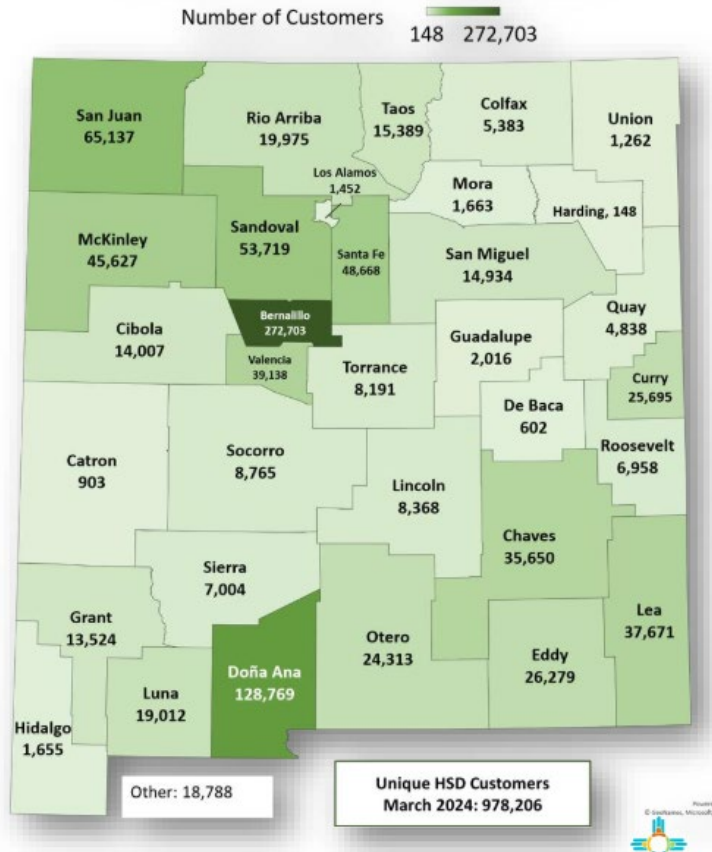 Number of Customers
148 272,703
San Juan
65,137
Rio Arriba
19,975
Taos
15,389
Colfax
5,383
Union
1,262
Los Alamos
1,452
Mora
1,663
Harding, 148
McKinley
45,627
Sandoval
53,719
Santa Fe
48,668
San Miguel
14,934
Quay
4,838
Cibola
14,007
Bernalillo
272,703
Guadalupe
2,016
Valencia
39,138
Torrance
8,191
Curry
25,695
De Baca
602
Roosevelt
6,958
Catron
903
Socorro
8,765
Lincoln
8,368
Chaves
35,650
Sierra
7,004
Grant
13,524
Otero
24,313
Lea
37,671
Doña Ana
128,769
Eddy
26,279
Luna
19,012
Hidalgo
1,655
Other: 18,788
Unique HSD Customers
March 2024: 978,206
© GeoNames, Microsoft,